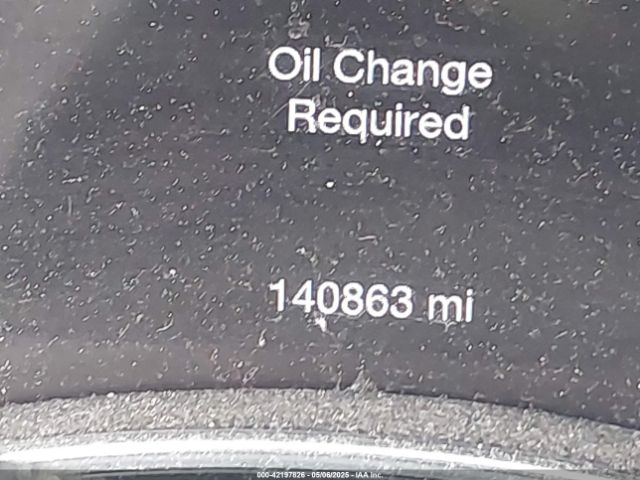 Oil Change
Required
140863 mi
000-42197826 - 05/06/2025 - IAA Inc.